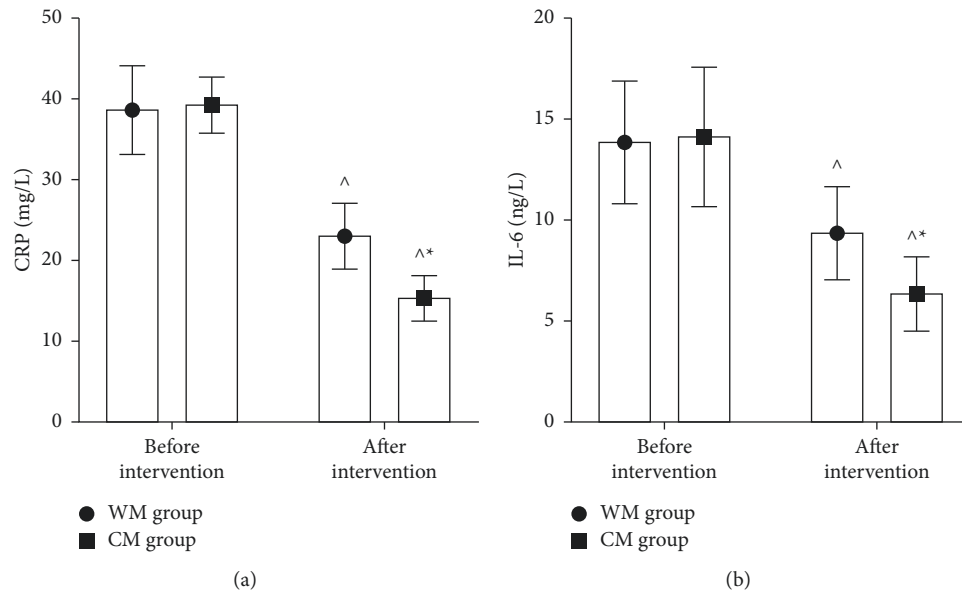 50
40
30
20
10
0
CRP (mg/L)
^
^*
Before
intervention
After
intervention
WM group
CM group
(a)
20
15
10
5
0
IL-6 (ng/L)
^
^*
Before
intervention
After
intervention
WM group
CM group
(b)